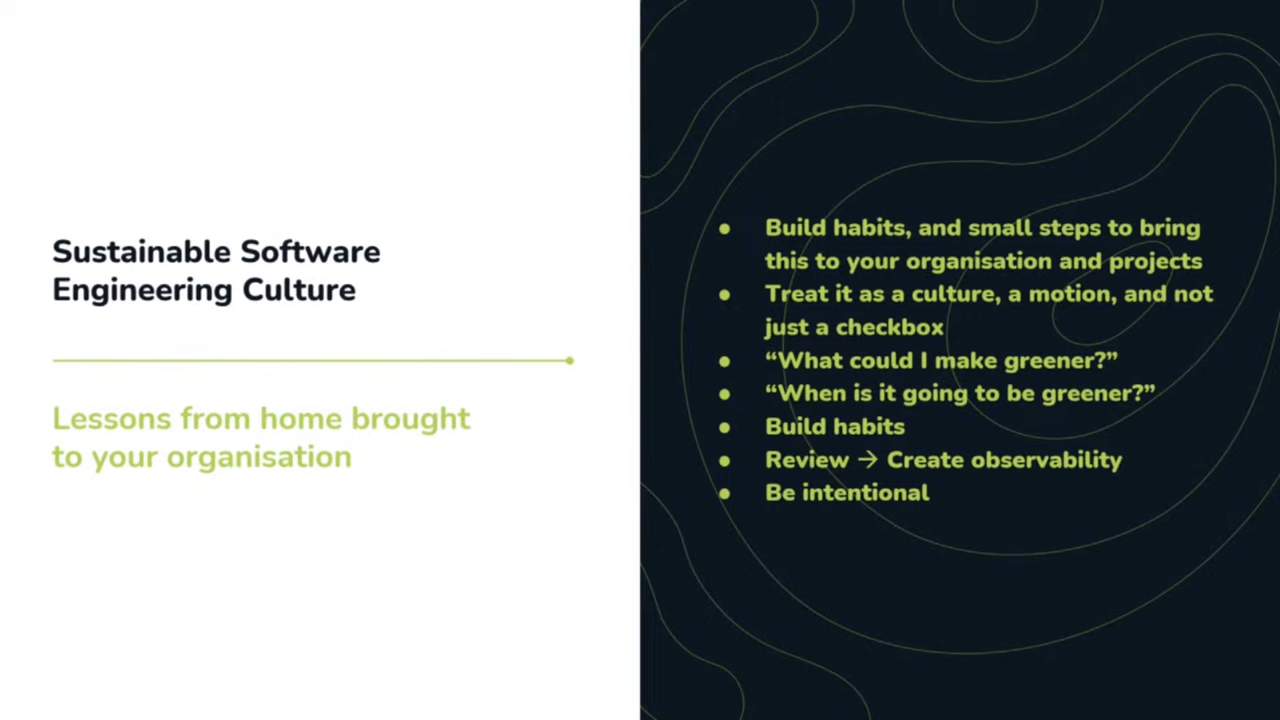 Sustainable Software
Engineering Culture
Lessons from home brought
to your organisation
● Build habits, and small steps to bring
this to your organisation and projects
● Treat it as a culture, a motion, and not
just a checkbox
● “What could I make greener?”
● “When is it going to be greener?”
● Build habits
● Review → Create observability
● Be intentional